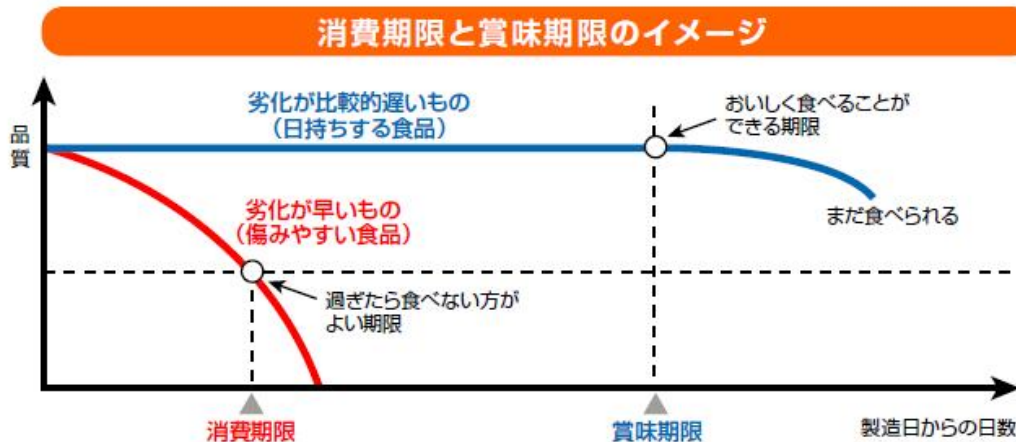 消費期限と賞味期限のイメージ
品質
劣化が比較的遅いもの
（日持ちする食品）
おいしく食べることが
できる期限
まだ食べられる
劣化が早いもの
（傷みやすい食品）
過ぎたら食べない方が
よい期限
消費期限
賞味期限
製造日からの日数